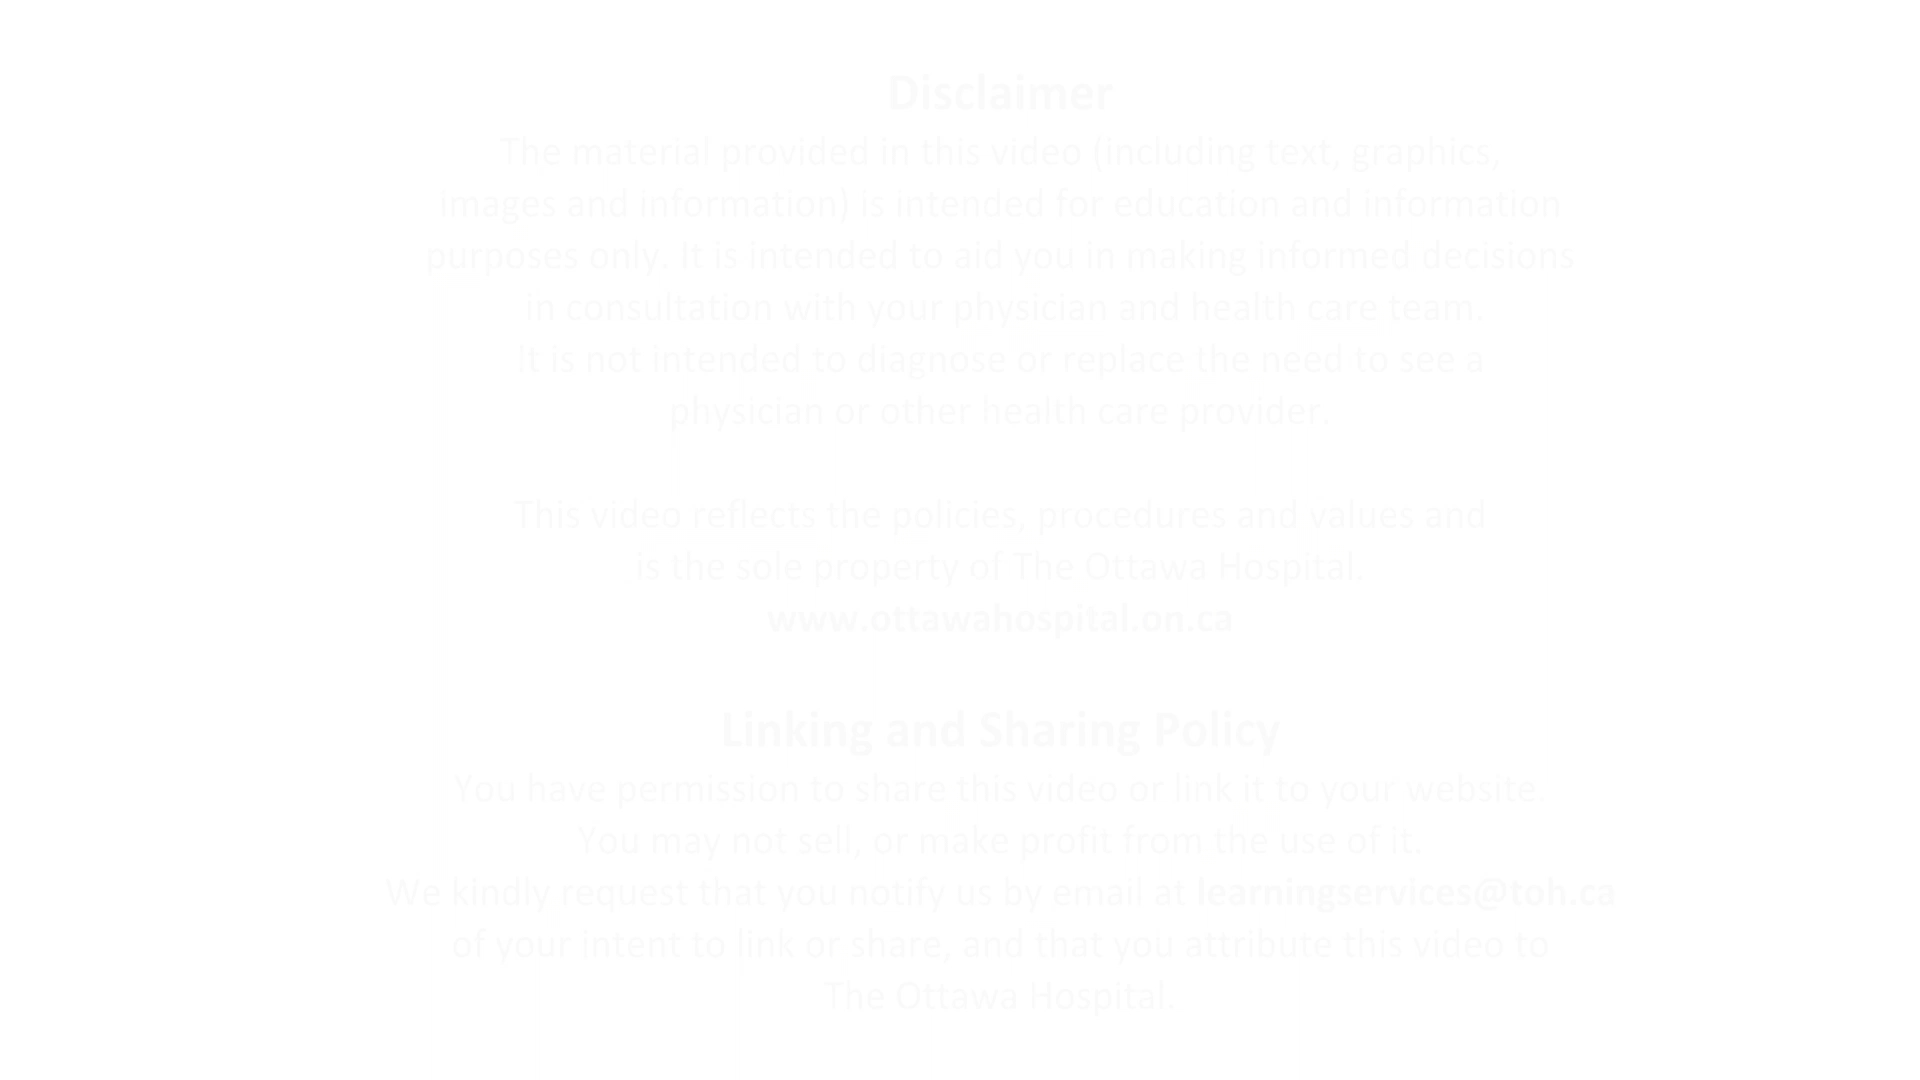 Disclaimer
The material provided in this video (including text, graphics,
images and information) is intended for education and information
purposes only. It is intended to aid you in making informed decisions
in consultation with your physician and health care team.
It is not intended to diagnose or replace the need to see a
physician or other health care provider.
This video reflects the policies, procedures and values and
is the sole property of The Ottawa Hospital.
www.ottawahospital.on.ca
Linking and Sharing Policy
You have permission to share this video or link it to your website.
You may not sell, or make profit from the use of it.
We kindly request that you notify us by email at learningservices@toh.ca
of your intent to link or share, and that you attribute this video to
The Ottawa Hospital.